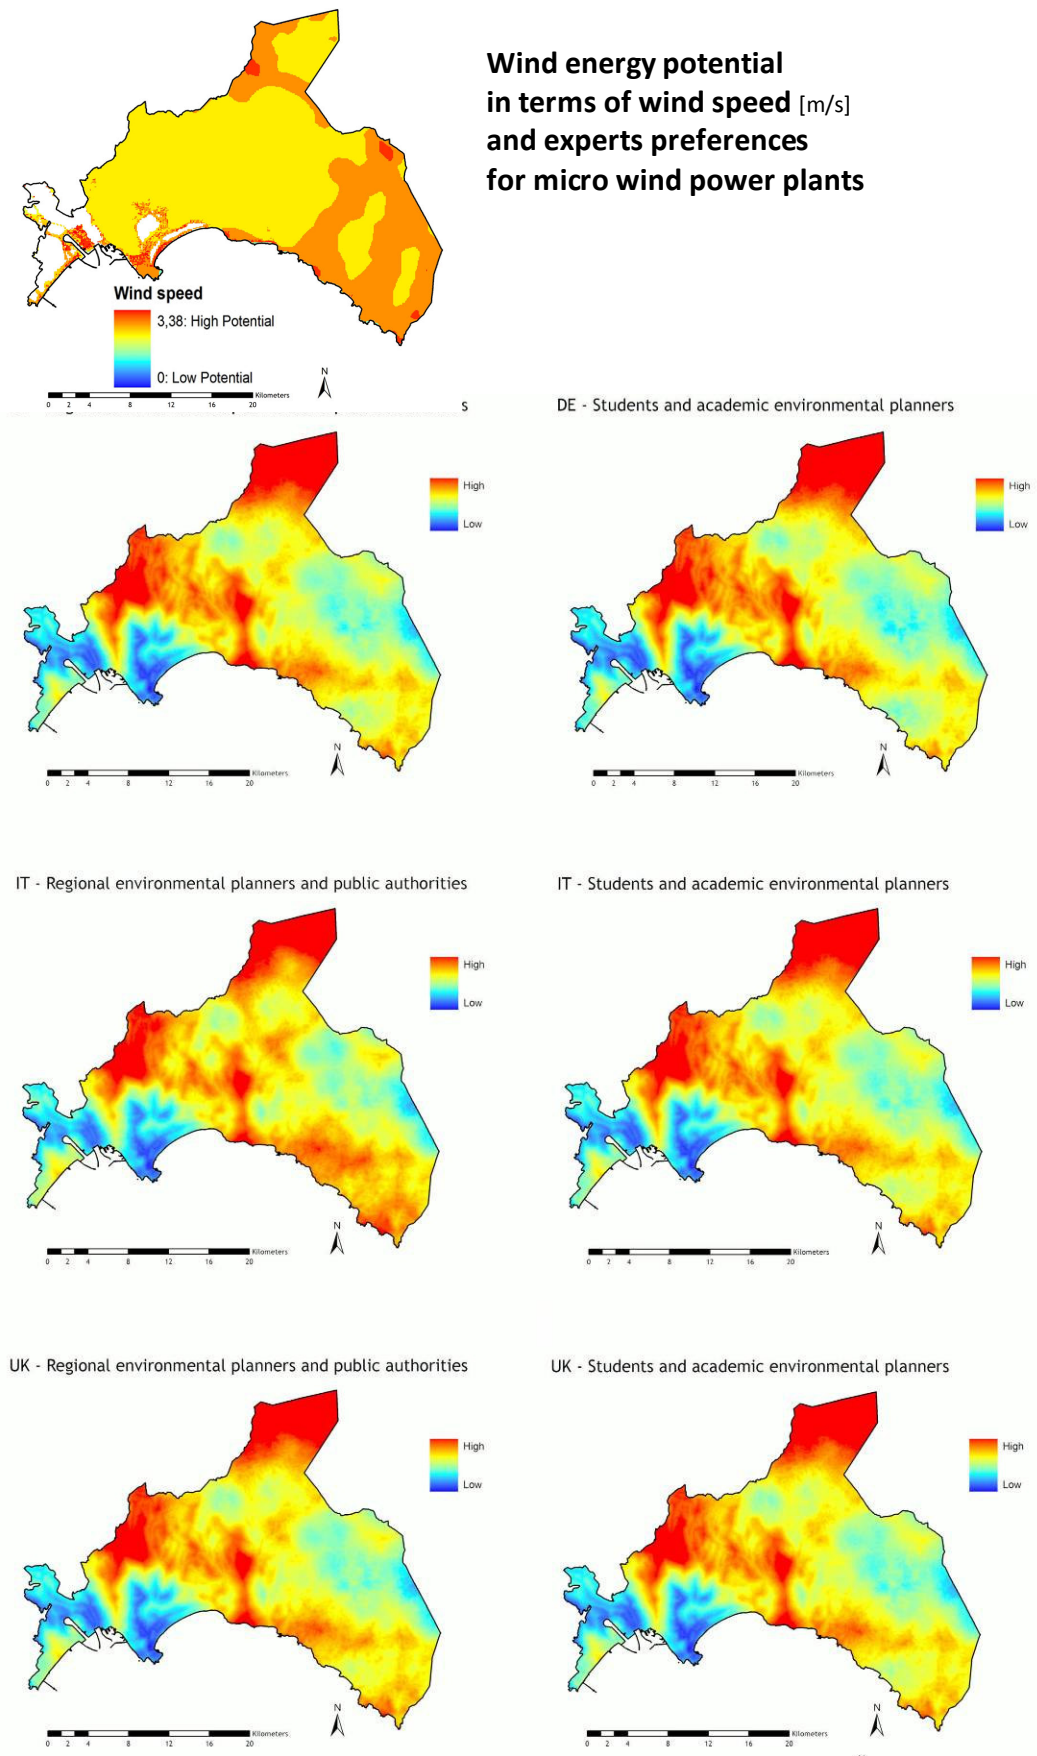 Wind energy potential
in terms of wind speed [m/s]
and experts preferences
for micro wind power plants
Wind speed
3,38: High Potential
0: Low Potential
N
0 2 4 8 12 16 20 Kilometers
s
DE - Students and academic environmental planners
High
Low
N
0 2 4 8 12 16 20 Kilometers
High
Low
N
0 2 4 8 12 16 20 Kilometers
IT - Regional environmental planners and public authorities
IT - Students and academic environmental planners
High
Low
N
0 2 4 8 12 16 20 Kilometers
High
Low
N
0 2 4 8 12 16 20 Kilometers
UK - Regional environmental planners and public authorities
UK - Students and academic environmental planners
High
Low
N
0 2 4 8 12 16 20 Kilometers
High
Low
N
0 2 4 8 12 16 20 Kilometers